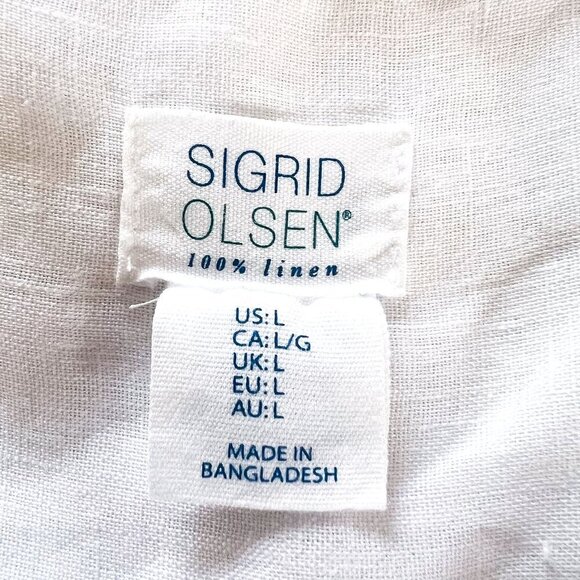 SIGRID
OLSEN®
100% linen
US: L
CA: L/G
UK: L
EU: L
AU: L
MADE IN
BANGLADESH